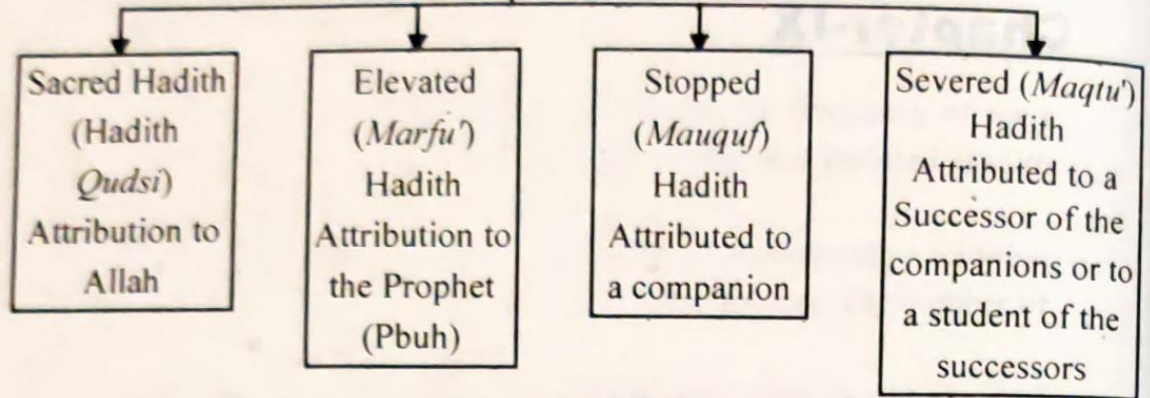 Sacred Hadith
(Hadith
Qudsi)
Attribution to
Allah
Elevated
(Marfu')
Hadith
Attribution to
the Prophet
(Pbuh)
Stopped
(Mauquf)
Hadith
Attributed to
a companion
Severed (Maqtu')
Hadith
Attributed to a
Successor of the
companions or to
a student of the
successors